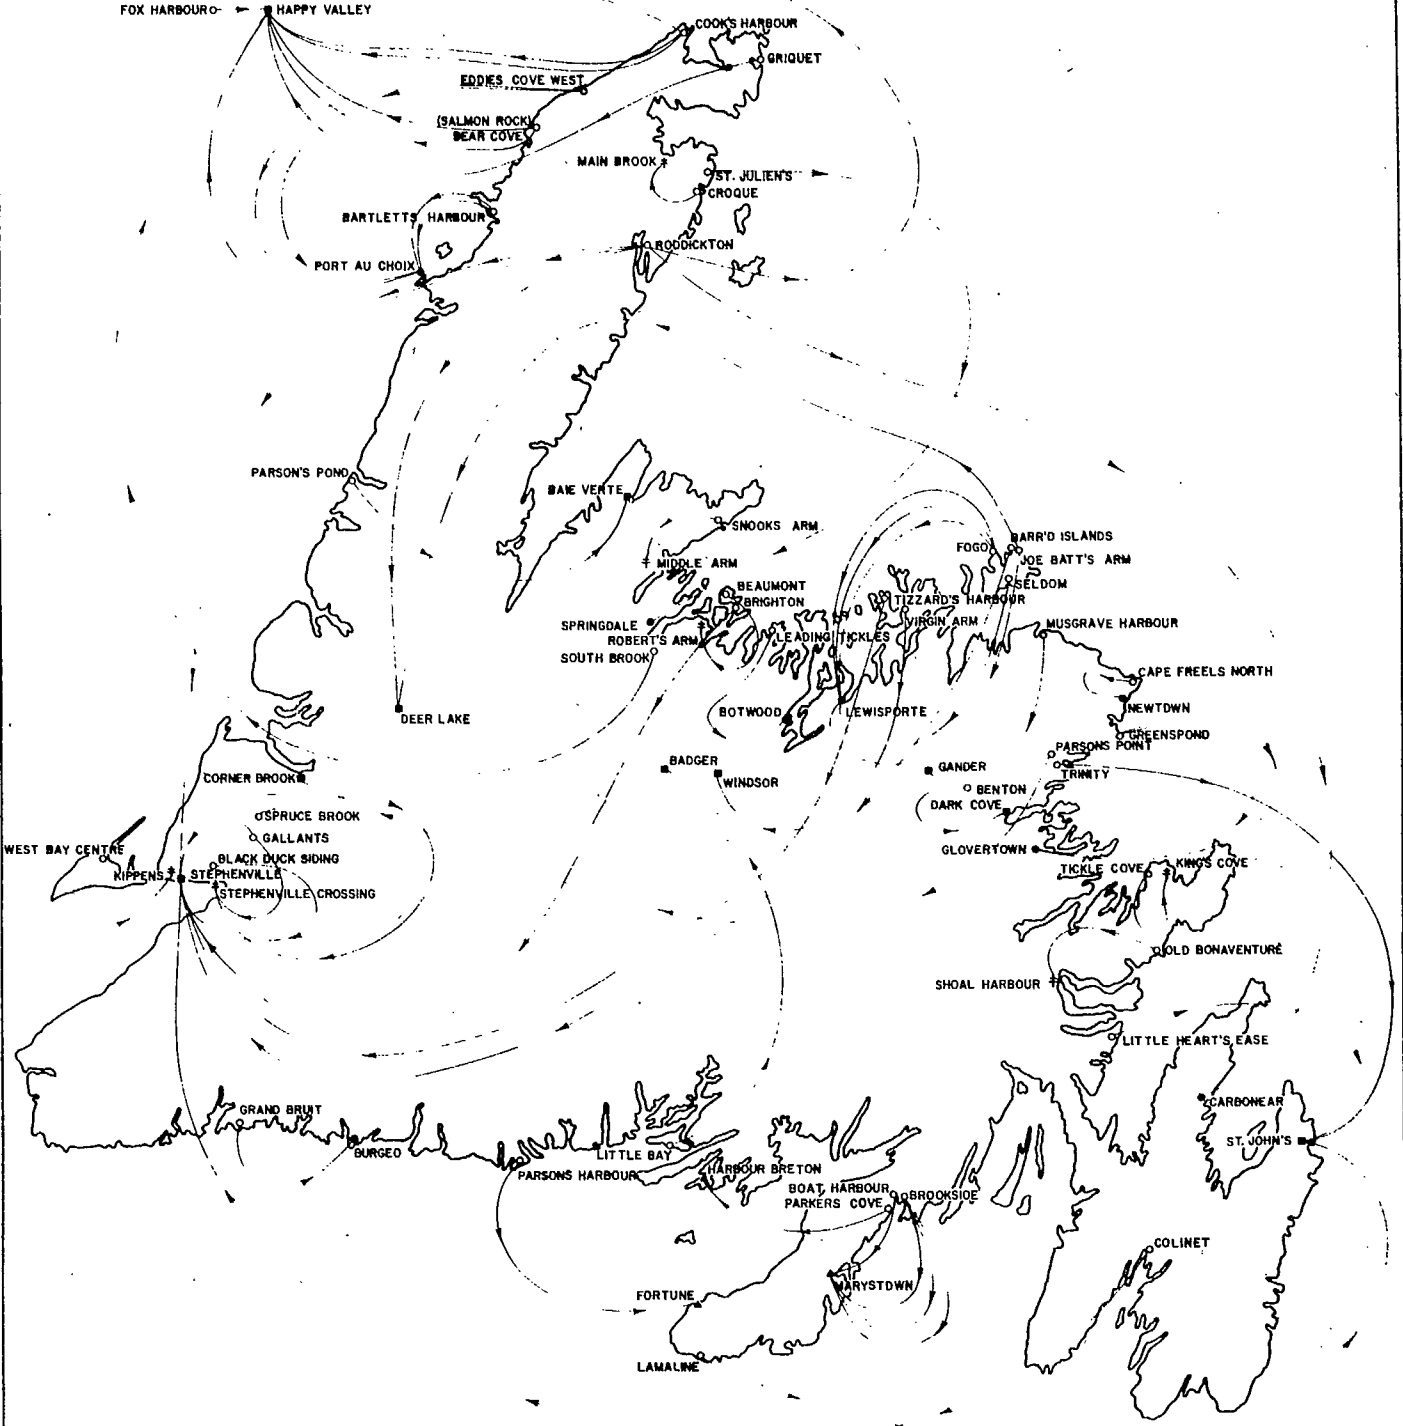 FOX HARBOUR
HAPPY VALLEY
COOK'S HARBOUR
GRIQUET
EDDIES COVE WEST
(SALMON ROCK)
BEAR COVE
MAIN BROOK
ST. JULIEN'S
CROQUE
BARTLETTS HARBOUR
RODDICKTON
PORT AU CHOIX
PARSON'S POND
BAIE VERTE
SNOOKS ARM
BARR'D ISLANDS
FOGO
JOE BATT'S ARM
MIDDLE ARM
SELDOM
BEAUMONT
BRIGHTON
TIZZARD'S HARBOUR
SPRINGDALE
VIRGIN ARM
MUSGRAVE HARBOUR
ROBERT'S ARM
LEADING TICKLES
SOUTH BROOK
CAPE FREELS NORTH
DEER LAKE
BOTWOOD
LEWISPORTE
NEWTOWN
GREENSPOND
PARSONS POINT
BADGER
GANDER
TRINITY
CORNER BROOK
WINDSOR
BENTON
DARK COVE
SPRUCE BROOK
GALLANTS
GLOVERTOWN
WEST BAY CENTRE
BLACK DUCK SIDING
KING'S COVE
TICKLE COVE
KIPPENS
STEPHENVILLE
STEPHENVILLE CROSSING
OLD BONAVENTURE
SHOAL HARBOUR
LITTLE HEART'S EASE
CARBONEAR
GRAND BRUIT
ST. JOHN'S
BURGEO
LITTLE BAY
PARSONS HARBOUR
HARBOUR BRETON
BOAT HARBOUR
BROOKSIDE
PARKERS COVE
COLINET
MARYSTOWN
FORTUNE
LAMALINE